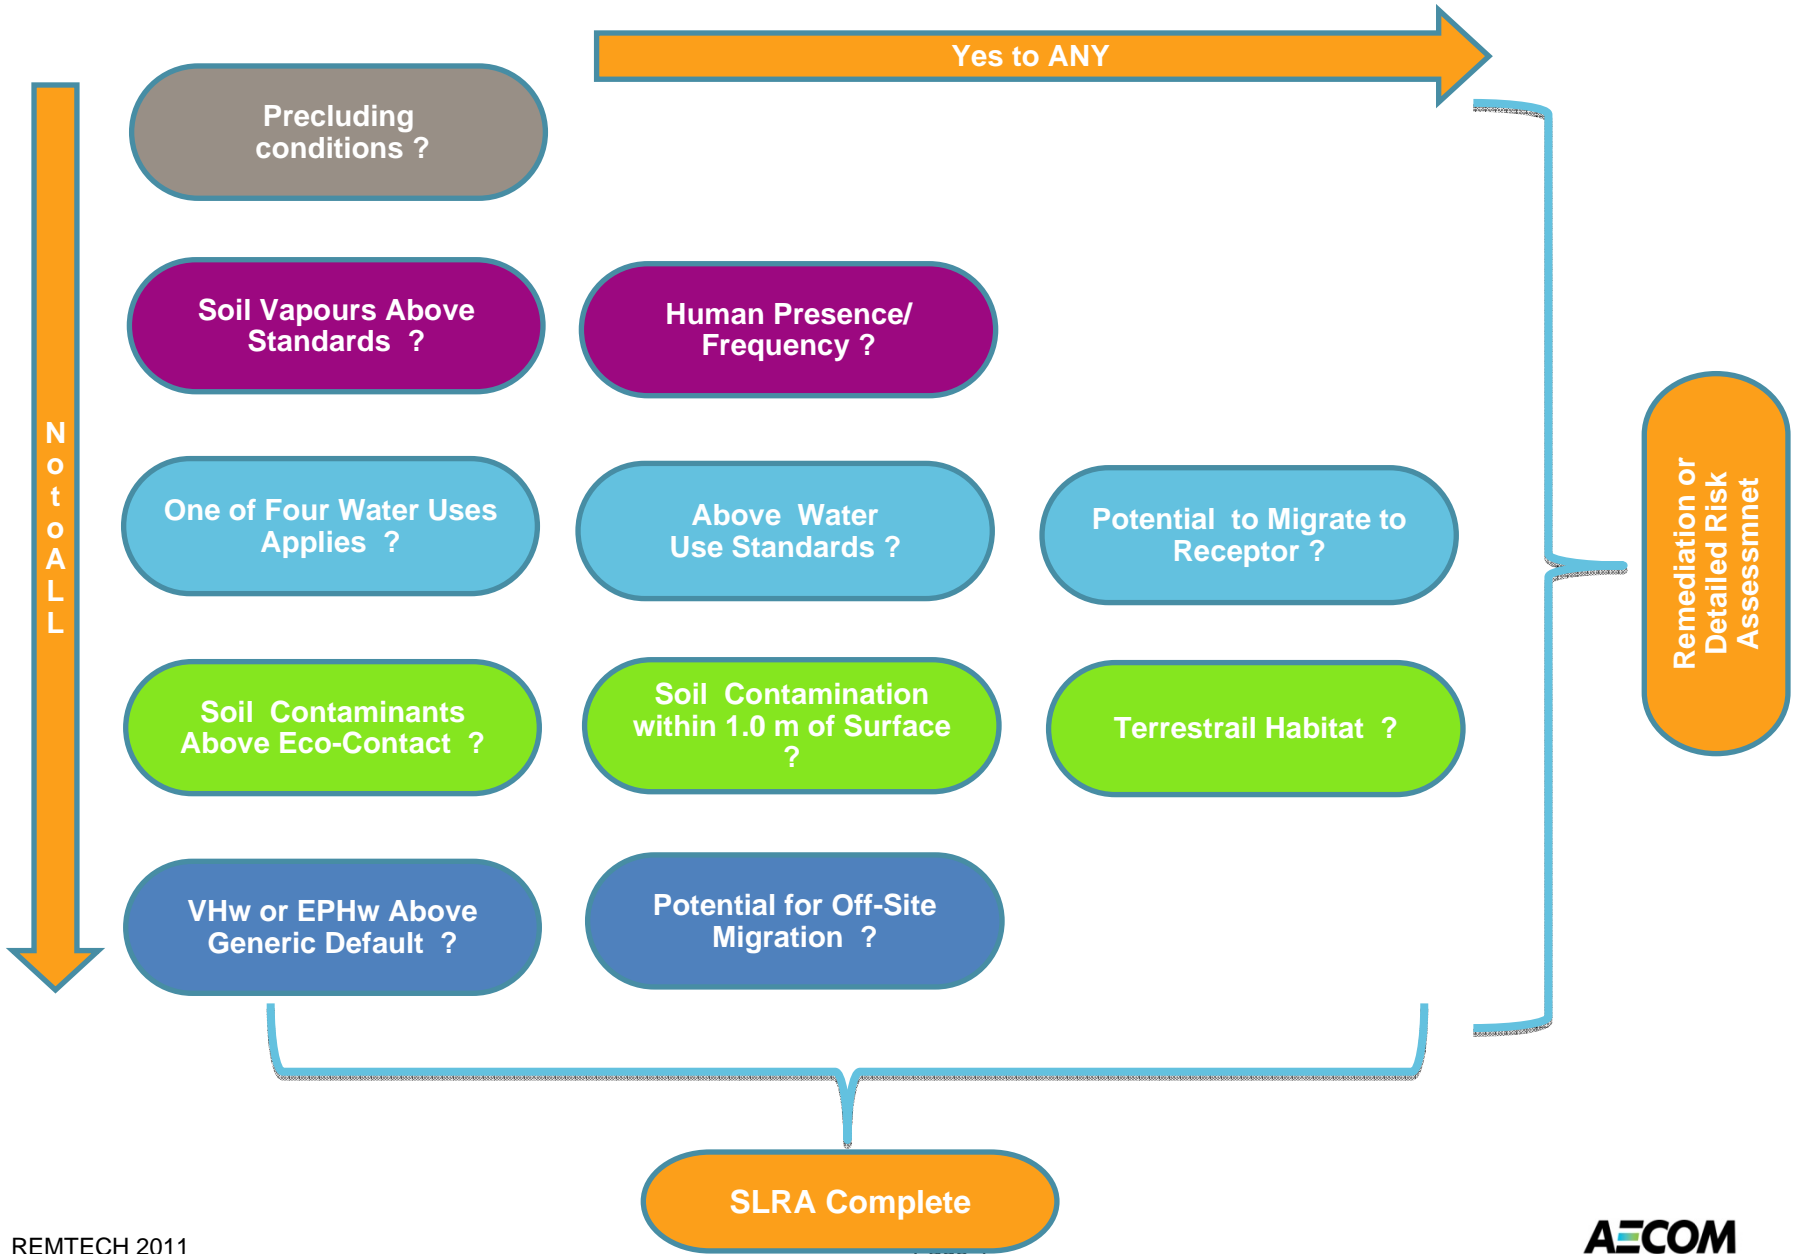 Yes to ANY
Precluding
conditions ?
Soil Vapours Above
Standards ?
Human Presence/
Frequency ?
N
o
t
o
A
L
L
One of Four Water Uses
Applies ?
Above Water
Use Standards ?
Potential to Migrate to
Receptor ?
Remediation or
Detailed Risk
Assessmnet
Soil Contaminants
Above Eco-Contact ?
Soil Contamination
within 1.0 m of Surface
?
Terrestrail Habitat ?
VHw or EPHw Above
Generic Default ?
Potential for Off-Site
Migration ?
SLRA Complete
REMTECH 2011
AECOM